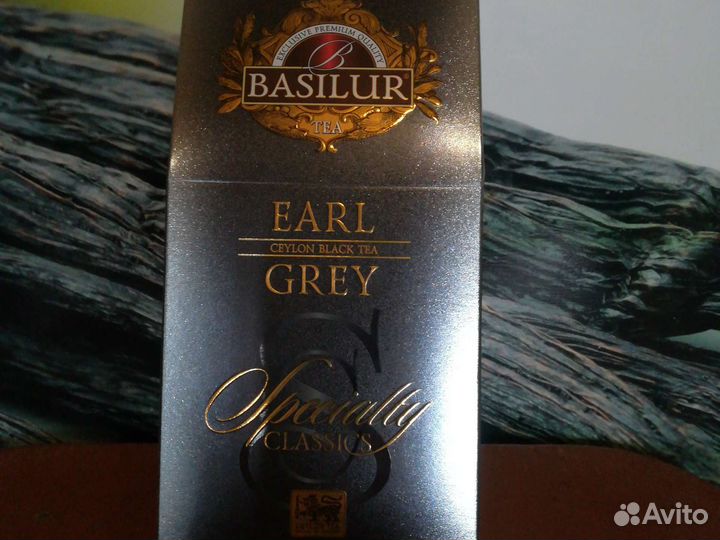 EXCLUSIVE PREMIUM QUALITY
B
BASILUR
TEA
EARL
CEYLON BLACK TEA
GREY
Specialty
CLASSICS
Avito